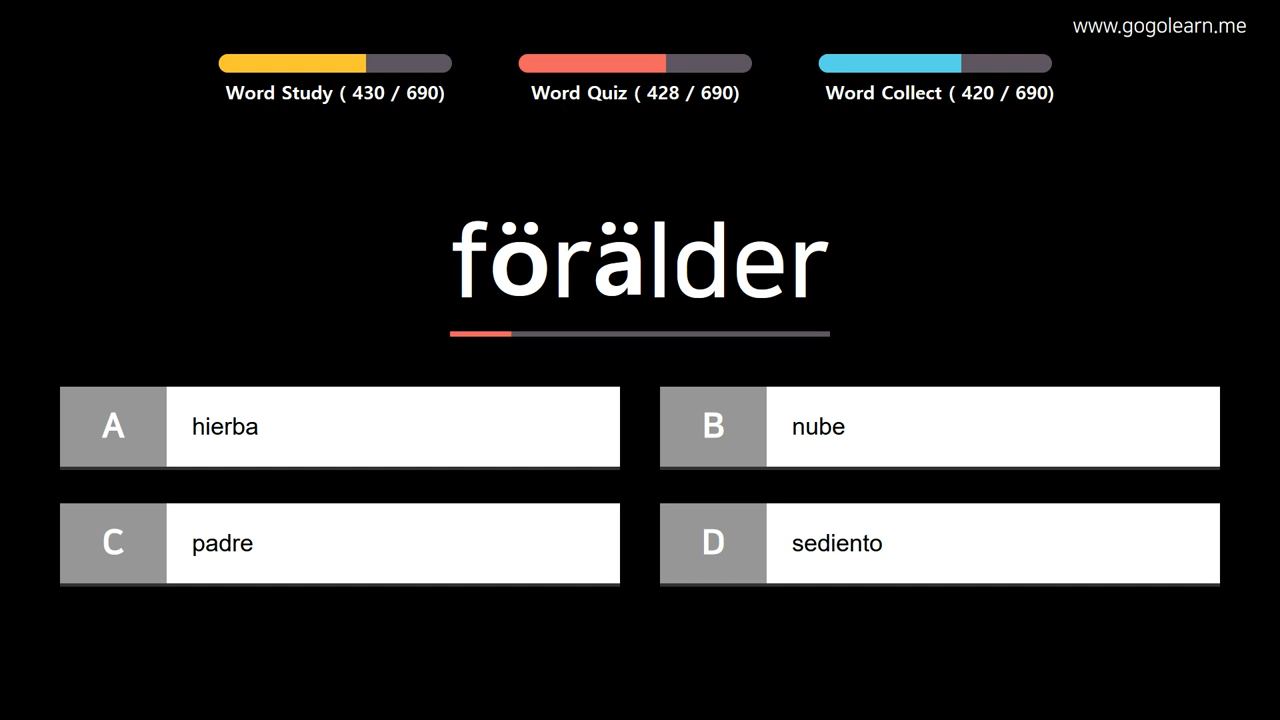 www.gogolearn.me
Word Study ( 430 / 690)
Word Quiz ( 428 / 690)
Word Collect ( 420 / 690)
förälder
A hierba
B nube
C padre
D sediento